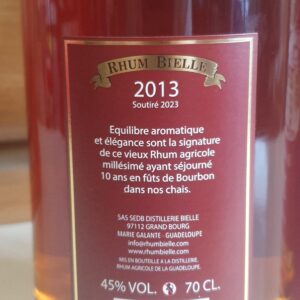 RHUM BIELLE
2013
Soutiré 2023
Equilibre aromatique
et élégance sont la signature
de ce vieux Rhum agricole
millésimé ayant séjourné
10 ans en fûts de Bourbon
dans nos chais.
SAS SEDB DISTILLERIE BIELLE
97112 GRAND BOURG
MARIE GALANTE - GUADELOUPE
info@rhumbielle.com
www.rhumbielle.com
MIS EN BOUTEILLE A LA DISTILLERIE.
RHUM AGRICOLE DE LA GUADELOUPE.
45% VOL. 70 CL.